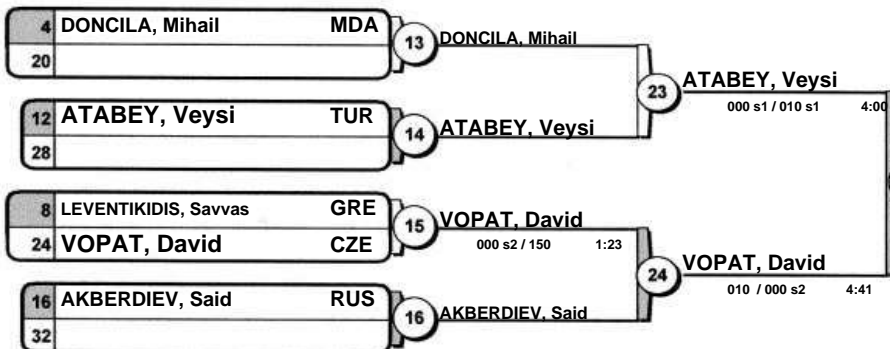 4 DONCILA, Mihail MDA
20
13 DONCILA, Mihail
12 ATABEY, Veysi TUR
28
14 ATABEY, Veysi
23 ATABEY, Veysi
000 s1 / 010 s1 4:00
8 LEVENTIKIDIS, Savvas GRE
24 VOPAT, David CZE
15 VOPAT, David
000 s2 / 150 1:23
16 AKBERDIEV, Said RUS
32
16 AKBERDIEV, Said
24 VOPAT, David
010 / 000 s2 4:41